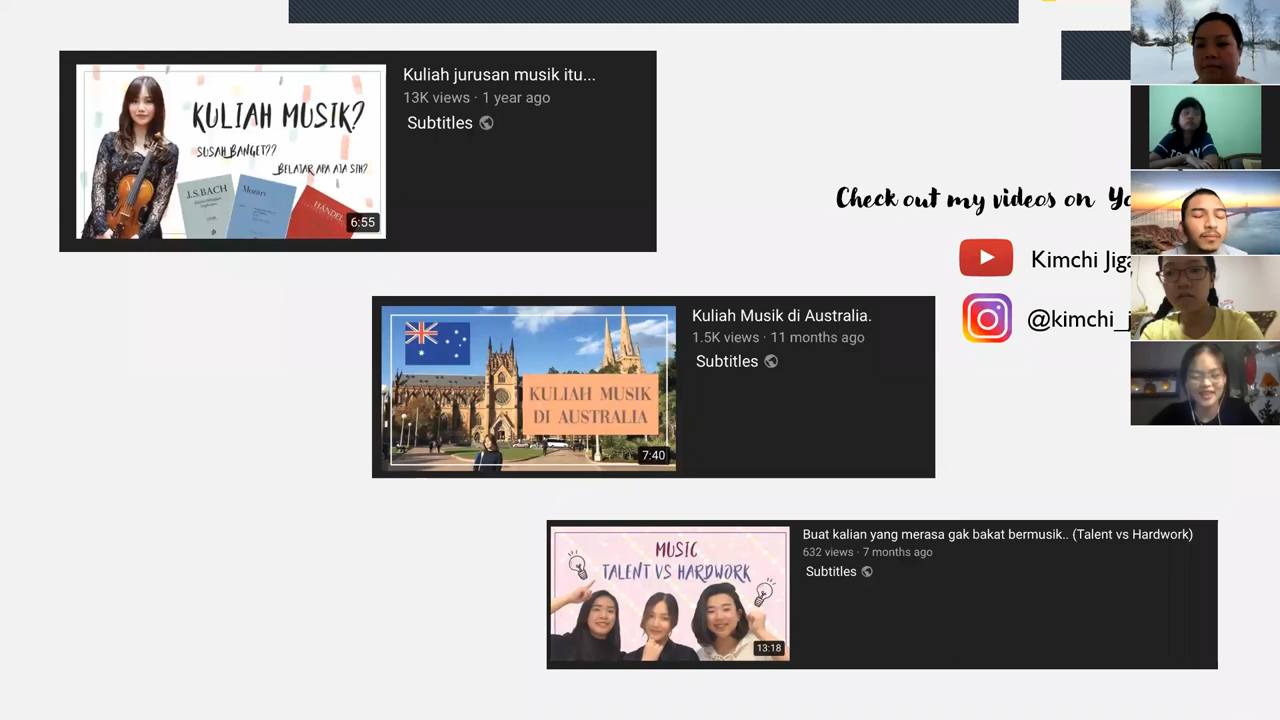 Kuliah jurusan musik itu...
13K views · 1 year ago
Subtitles
KULIAH MUSIK?
SUSAH BANGET??
BELAJAR APA AJA SIH?
J.S.BACH
Mozart
HÄNDEL
6:55
Check out my videos on
Kimchi Jiga
@kimchi_j
Kuliah Musik di Australia.
1.5K views · 11 months ago
Subtitles
KULIAH MUSIK
DI AUSTRALIA
7:40
Buat kalian yang merasa gak bakat bermusik.. (Talent vs Hardwork)
632 views · 7 months ago
Subtitles
MUSIC
TALENT VS HARDWORK
13:18